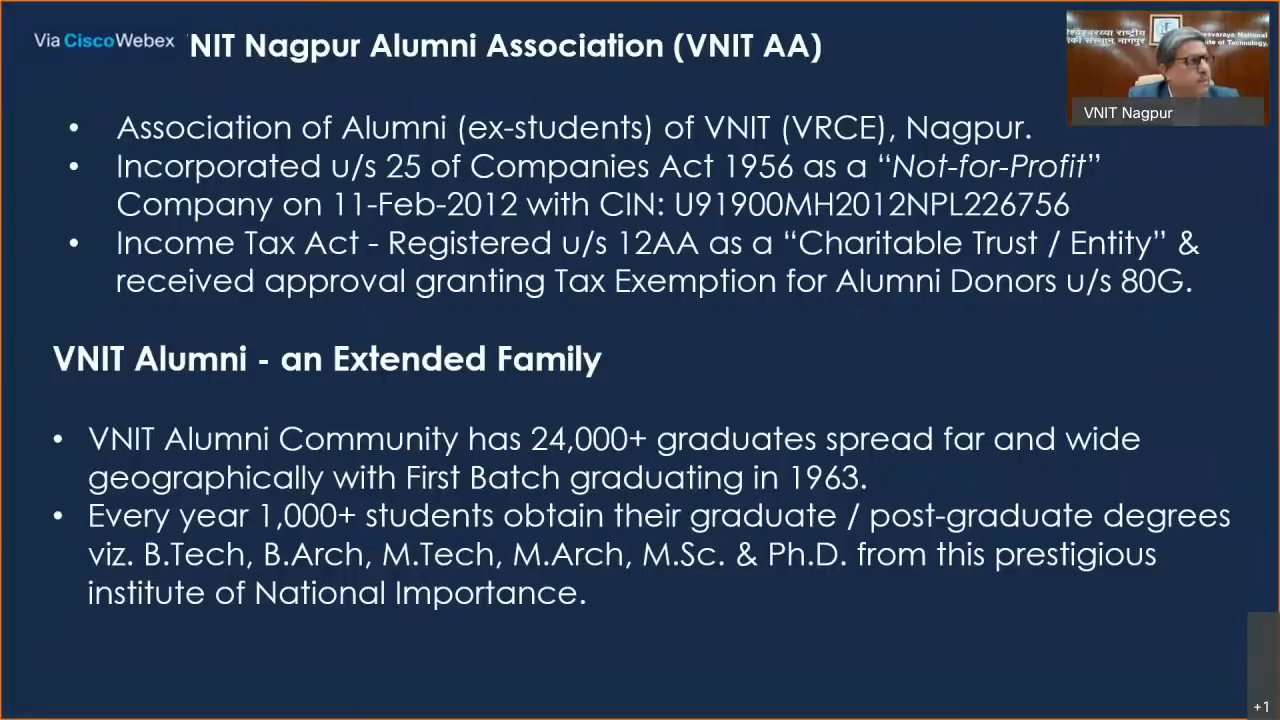 Via CiscoWebex
NIT Nagpur Alumni Association (VNIT AA)
• Association of Alumni (ex-students) of VNIT (VRCE), Nagpur.
• Incorporated u/s 25 of Companies Act 1956 as a “Not-for-Profit”
Company on 11-Feb-2012 with CIN: U91900MH2012NPL226756
• Income Tax Act - Registered u/s 12AA as a “Charitable Trust / Entity” &
received approval granting Tax Exemption for Alumni Donors u/s 80G.
VNIT Alumni - an Extended Family
• VNIT Alumni Community has 24,000+ graduates spread far and wide
geographically with First Batch graduating in 1963.
• Every year 1,000+ students obtain their graduate / post-graduate degrees
viz. B.Tech, B.Arch, M.Tech, M.Arch, M.Sc. & Ph.D. from this prestigious
institute of National Importance.
राष्ट्रीय
संस्थान, नागपुर
National
of Technology,
VNIT Nagpur
+1